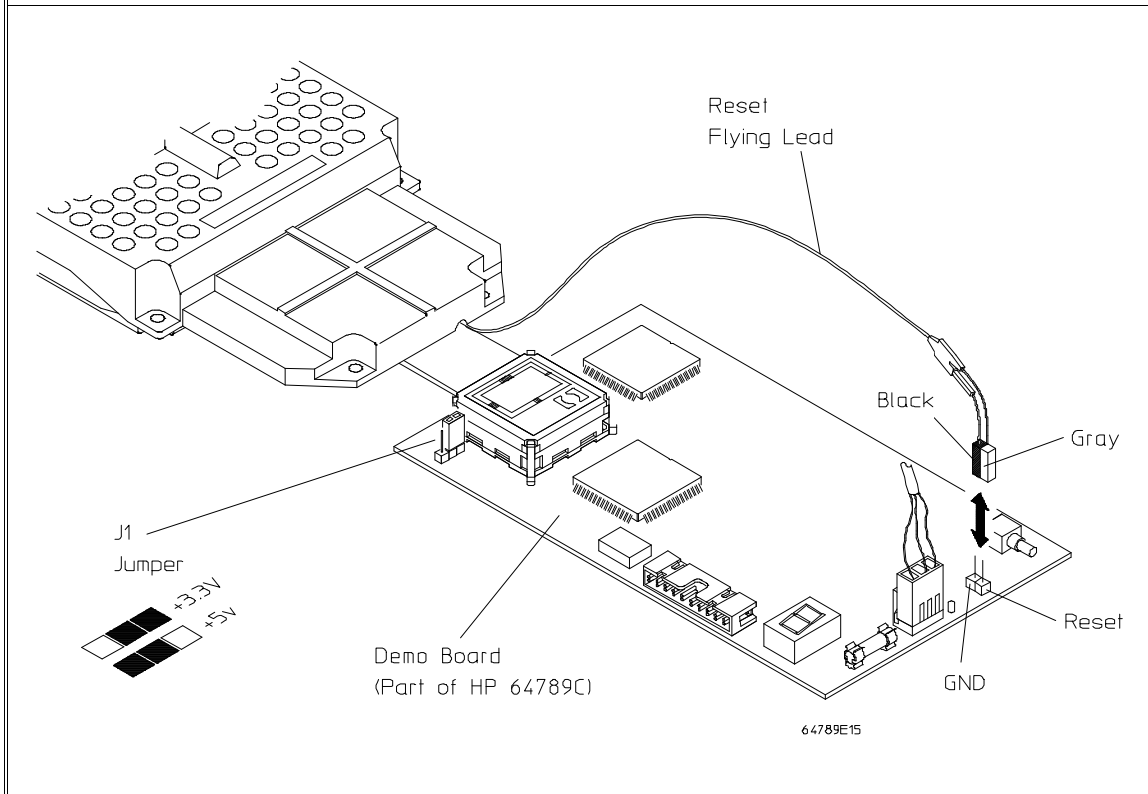 Reset
Flying Lead
Black
Gray
J1
Jumper
+3.3V
+5v
Demo Board
(Part of HP 64789C)
Reset
GND
64789E15